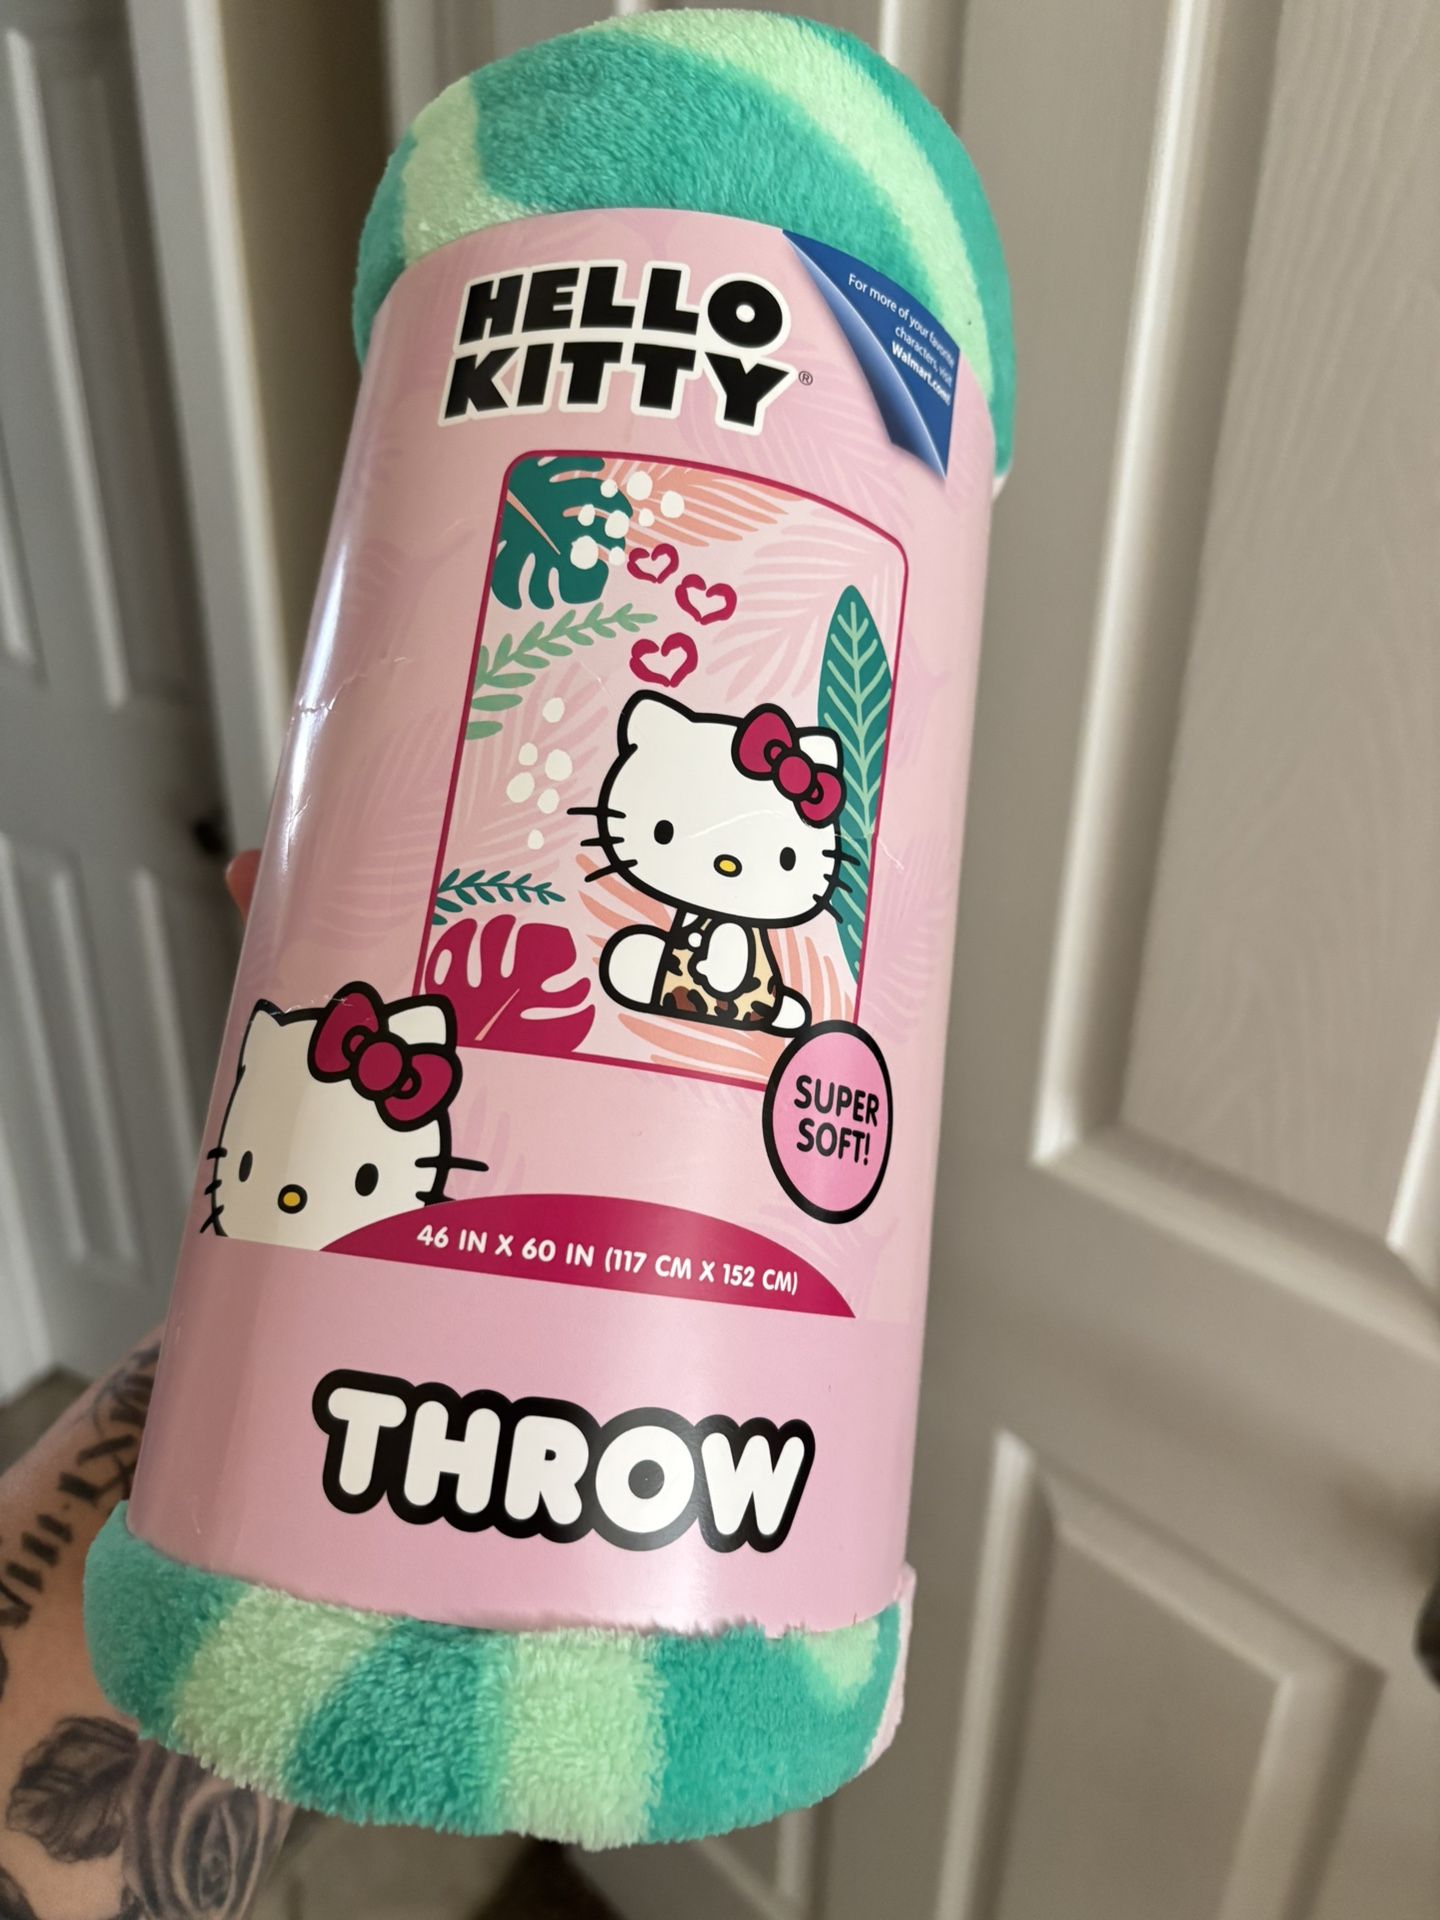 HELLO
KITTY®
For more of your favorite
characters, visit
Walmart.com!
SUPER
SOFT!
46 IN X 60 IN (117 CM X 152 CM)
THROW